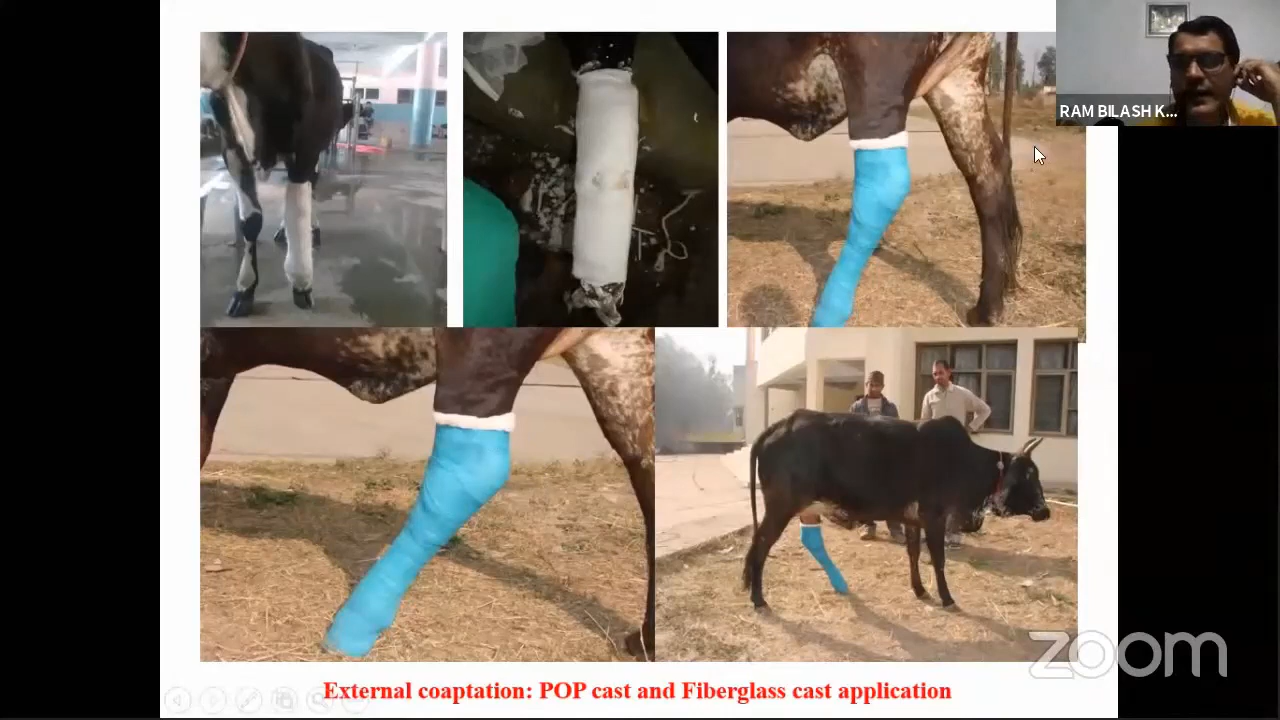 RAM BILASH K...
zoom
External coaptation: POP cast and Fiberglass cast application